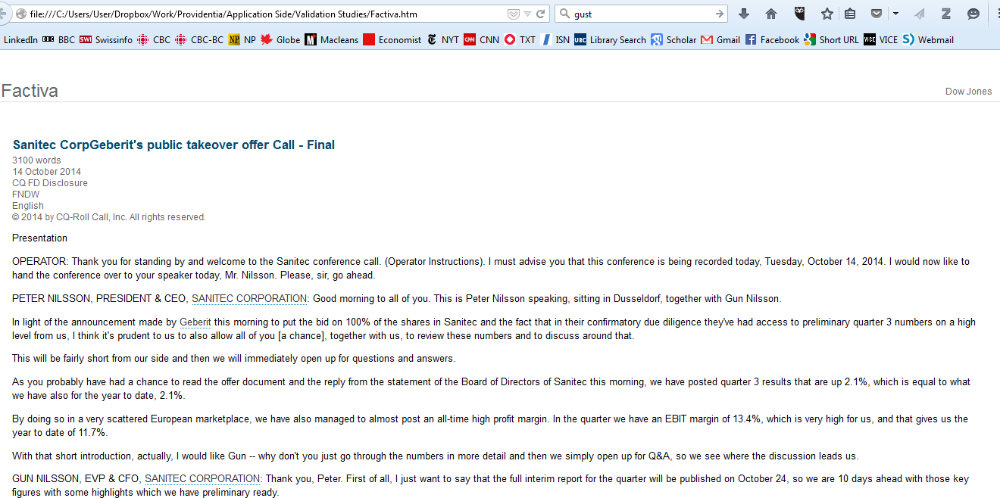 file:///C:/Users/User/Dropbox/Work/Providentia/Application Side/Validation Studies/Factiva.htm gust
LinkedIn BBC BBC SWI Swissinfo CBC CBC-BC NP NP Globe M Macleans Economist NYT CNN CNN TXT ISN UBC Library Search Scholar Gmail Facebook Short URL VICE VICE Webmail
Factiva
Dow Jones
Sanitec CorpGeberit's public takeover offer Call - Final
3100 words
14 October 2014
CQ FD Disclosure
FNDW
English
© 2014 by CQ-Roll Call, Inc. All rights reserved.
Presentation
OPERATOR: Thank you for standing by and welcome to the Sanitec conference call. (Operator Instructions). I must advise you that this conference is being recorded today, Tuesday, October 14, 2014. I would now like to
hand the conference over to your speaker today, Mr. Nilsson. Please, sir, go ahead.
PETER NILSSON, PRESIDENT & CEO, SANITEC CORPORATION: Good morning to all of you. This is Peter Nilsson speaking, sitting in Dusseldorf, together with Gun Nilsson.
In light of the announcement made by Geberit this morning to put the bid on 100% of the shares in Sanitec and the fact that in their confirmatory due diligence they've had access to preliminary quarter 3 numbers on a high
level from us, I think it's prudent to us to also allow all of you [a chance], together with us, to review these numbers and to discuss around that.
This will be fairly short from our side and then we will immediately open up for questions and answers.
As you probably have had a chance to read the offer document and the reply from the statement of the Board of Directors of Sanitec this morning, we have posted quarter 3 results that are up 2.1%, which is equal to what
we have also for the year to date, 2.1%.
By doing so in a very scattered European marketplace, we have also managed to almost post an all-time high profit margin. In the quarter we have an EBIT margin of 13.4%, which is very high for us, and that gives us the
year to date of 11.7%.
With that short introduction, actually, I would like Gun -- why don't you just go through the numbers in more detail and then we simply open up for Q&A, so we see where the discussion leads us.
GUN NILSSON, EVP & CFO, SANITEC CORPORATION: Thank you, Peter. First of all, I just want to say that the full interim report for the quarter will be published on October 24, so we are 10 days ahead with those key
figures with some highlights which we have preliminary ready.